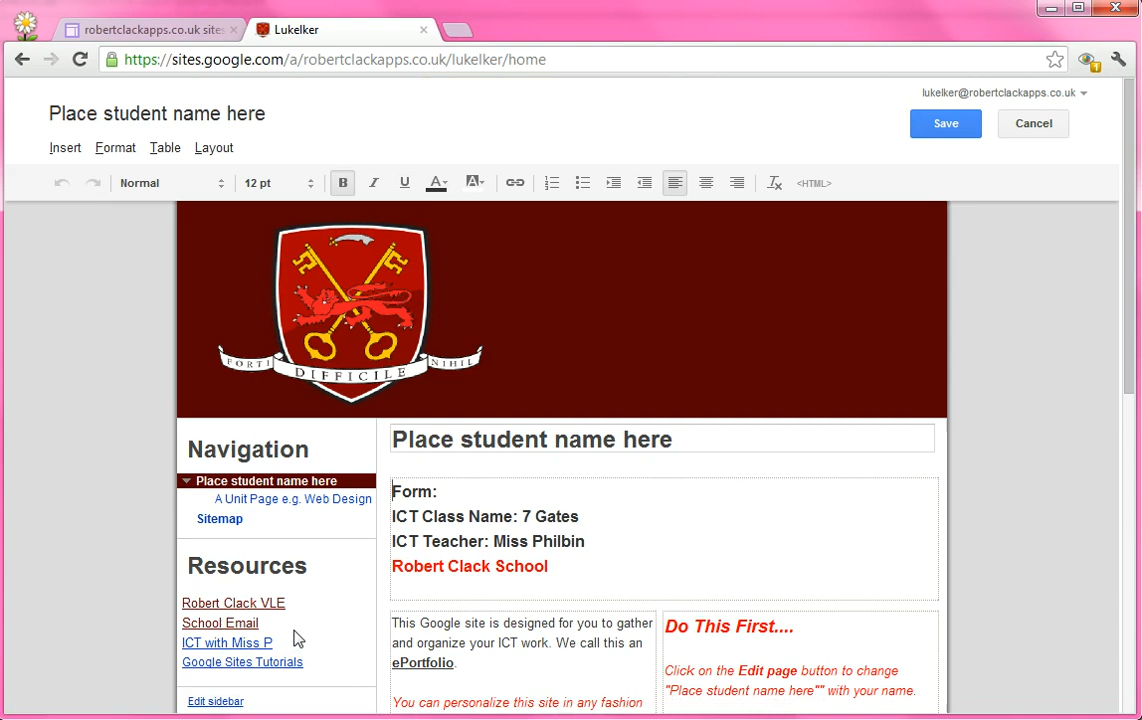 robertclackapps.co.uk sites
Lukelker
https://sites.google.com/a/robertclackapps.co.uk/lukelker/home
1
lukelker@robertclackapps.co.uk
Place student name here
Save
Cancel
Insert
Format
Table
Layout
Normal
12 pt
B
I
U
A
A
<HTML>
FORTI
DIFFICILE
NIHIL
Navigation
Place student name here
A Unit Page e.g. Web Design
Sitemap
Resources
Robert Clack VLE
School Email
ICT with Miss P
Google Sites Tutorials
Edit sidebar
Place student name here
Form:
ICT Class Name: 7 Gates
ICT Teacher: Miss Philbin
Robert Clack School
This Google site is designed for you to gather
and organize your ICT work. We call this an
ePortfolio.
You can personalize this site in any fashion
Do This First....
Click on the Edit page button to change
"Place student name here"" with your name.